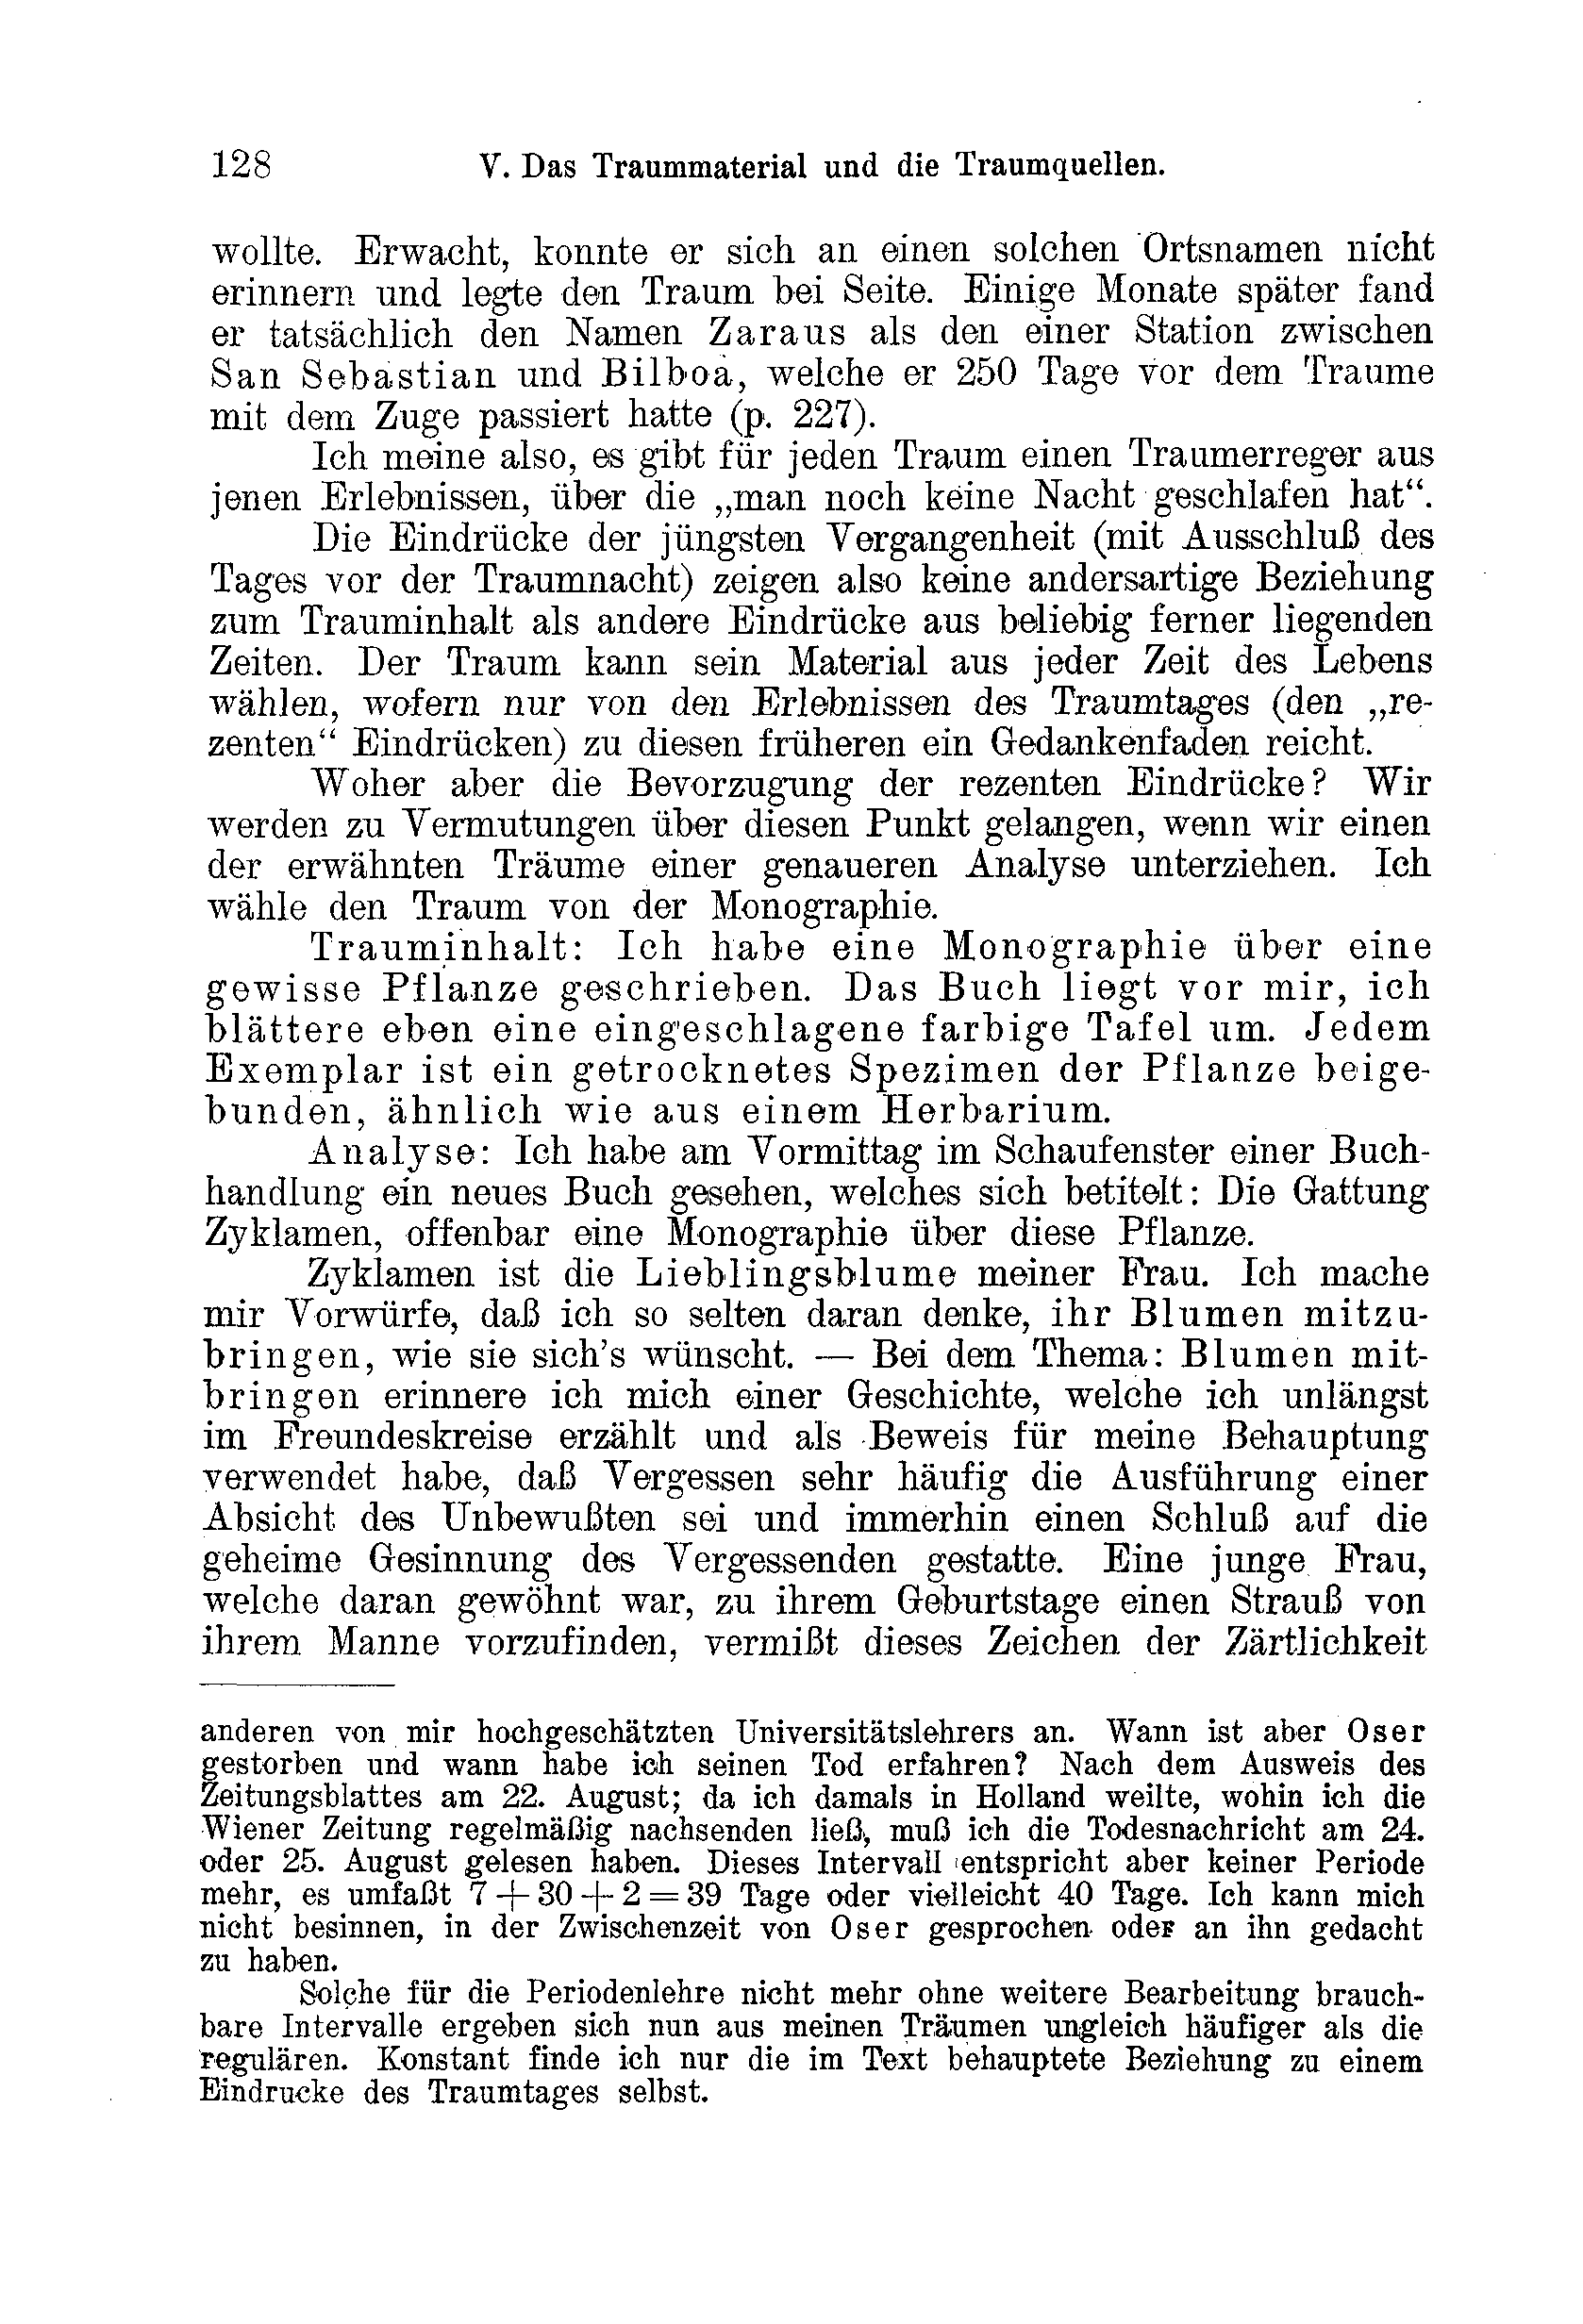 128 V. Das Traummaterial und die Traumquellen.
wollte. Erwacht, konnte er sich an einen solchen Ortsnamen nicht
erinnern und legte den Traum bei Seite. Einige Monate später fand
er tatsächlich den Namen Zaraus als den einer Station zwischen
San Sebastian und Bilboa, welche er 250 Tage vor dem Traume
mit dem Zuge passiert hatte (p. 227).
Ich meine also, es gibt für jeden Traum einen Traumerreger aus
jenen Erlebnissen, über die „man noch keine Nacht geschlafen hat“.
Die Eindrücke der jüngsten Vergangenheit (mit Ausschluß des
Tages vor der Traumnacht) zeigen also keine andersartige Beziehung
zum Trauminhalt als andere Eindrücke aus beliebig ferner liegenden
Zeiten. Der Traum kann sein Material aus jeder Zeit des Lebens
wählen, wofern nur von den Erlebnissen des Traumtages (den „re-
zenten“ Eindrücken) zu diesen früheren ein Gedankenfaden reicht.
Woher aber die Bevorzugung der rezenten Eindrücke? Wir
werden zu Vermutungen über diesen Punkt gelangen, wenn wir einen
der erwähnten Träume einer genaueren Analyse unterziehen. Ich
wähle den Traum von der Monographie.
Trauminhalt: Ich habe eine Monographie über eine
gewisse Pflanze geschrieben. Das Buch liegt vor mir, ich
blättere eben eine eingeschlagene farbige Tafel um. Jedem
Exemplar ist ein getrocknetes Spezimen der Pflanze beige-
bunden, ähnlich wie aus einem Herbarium.
Analyse: Ich habe am Vormittag im Schaufenster einer Buch-
handlung ein neues Buch gesehen, welches sich betitelt: Die Gattung
Zyklamen, offenbar eine Monographie über diese Pflanze.
Zyklamen ist die Lieblingsblume meiner Frau. Ich mache
mir Vorwürfe, daß ich so selten daran denke, ihr Blumen mitzu-
bringen, wie sie sich's wünscht. — Bei dem Thema: Blumen mit-
bringen erinnere ich mich einer Geschichte, welche ich unlängst
im Freundeskreise erzählt und als Beweis für meine Behauptung
verwendet habe, daß Vergessen sehr häufig die Ausführung einer
Absicht des Unbewußten sei und immerhin einen Schluß auf die
geheime Gesinnung des Vergessenden gestatte. Eine junge Frau,
welche daran gewöhnt war, zu ihrem Geburtstage einen Strauß von
ihrem Manne vorzufinden, vermißt dieses Zeichen der Zärtlichkeit
anderen von mir hochgeschätzten Universitätslehrers an. Wann ist aber Oser
gestorben und wann habe ich seinen Tod erfahren? Nach dem Ausweis des
Zeitungsblattes am 22. August; da ich damals in Holland weilte, wohin ich die
Wiener Zeitung regelmäßig nachsenden ließ, muß ich die Todesnachricht am 24.
oder 25. August gelesen haben. Dieses Intervall entspricht aber keiner Periode
mehr, es umfaßt 7 + 30 + 2 = 39 Tage oder vielleicht 40 Tage. Ich kann mich
nicht besinnen, in der Zwischenzeit von Oser gesprochen oder an ihn gedacht
zu haben.
Solche für die Periodenlehre nicht mehr ohne weitere Bearbeitung brauch-
bare Intervalle ergeben sich nun aus meinen Träumen ungleich häufiger als die
regulären. Konstant finde ich nur die im Text behauptete Beziehung zu einem
Eindrucke des Traumtages selbst.